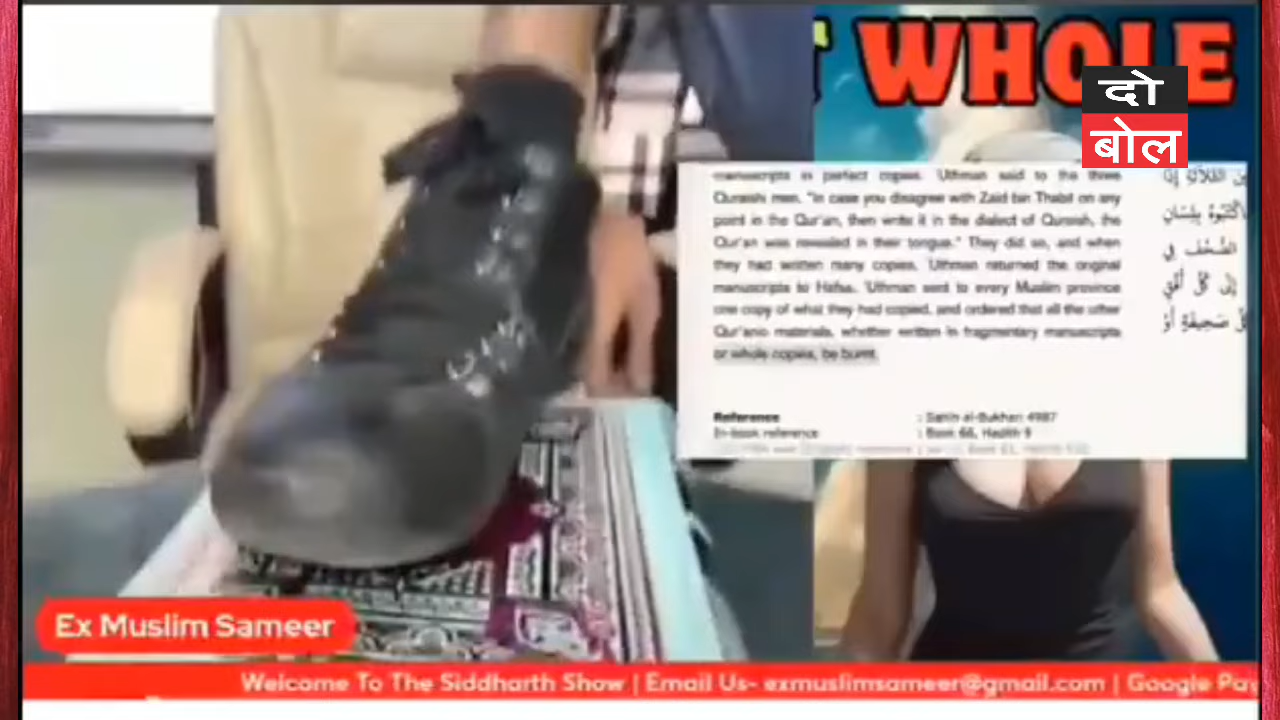 WHOLE
दो
बोल
manuscripts in perfect copies. 'Uthman said to the three
Quraishi men, "In case you disagree with Zaid bin Thabit on any
point in the Qur'an, then write it in the dialect of Quraish, the
Qur'an was revealed in their tongue." They did so, and when
they had written many copies, 'Uthman returned the original
manuscripts to Hafsa. 'Uthman sent to every Muslim province
one copy of what they had copied, and ordered that all the other
Qur'anic materials, whether written in fragmentary manuscripts
or whole copies, be burnt.
بِلِسَانِ
الصُّحُفَ فِي
إِلَى كُلِّ أُفُقٍ
صَحِيفَةٍ أَوْ
Reference : Sahih al-Bukhari 4987
In-book reference : Book 66, Hadith 9
Ex Muslim Sameer
Welcome To The Siddharth Show | Email Us- exmuslimsameer@gmail.com | Google Pay